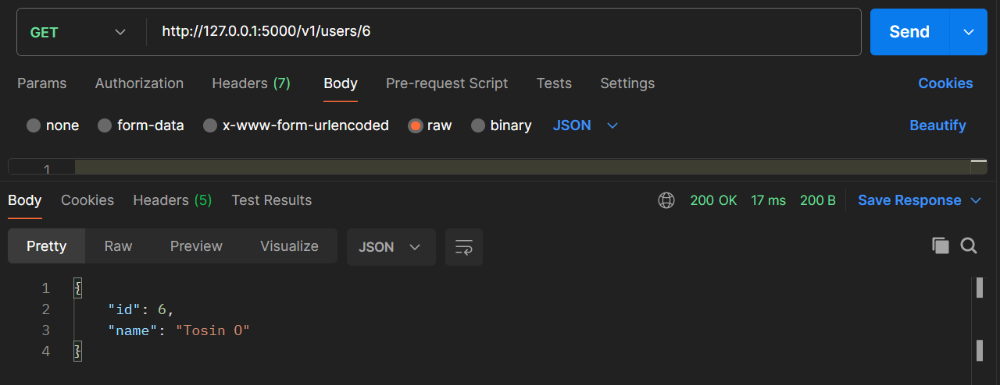 GET http://127.0.0.1:5000/v1/users/6 Send
Params Authorization Headers (7) Body Pre-request Script Tests Settings Cookies
none form-data x-www-form-urlencoded raw binary JSON Beautify
1
Body Cookies Headers (5) Test Results 200 OK 17 ms 200 B Save Response
Pretty Raw Preview Visualize JSON
1 {
2 "id": 6,
3 "name": "Tosin O"
4 }